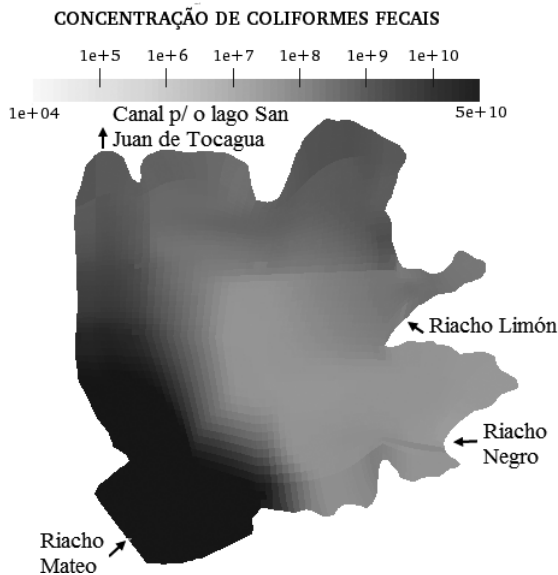 CONCENTRAÇÃO DE COLIFORMES FECAIS
1e+5 1e+6 1e+7 1e+8 1e+9 1e+10
1e+04 5e+10
Canal p/ o lago San
Juan de Tocagua
Riacho Limón
Riacho
Negro
Riacho
Mateo